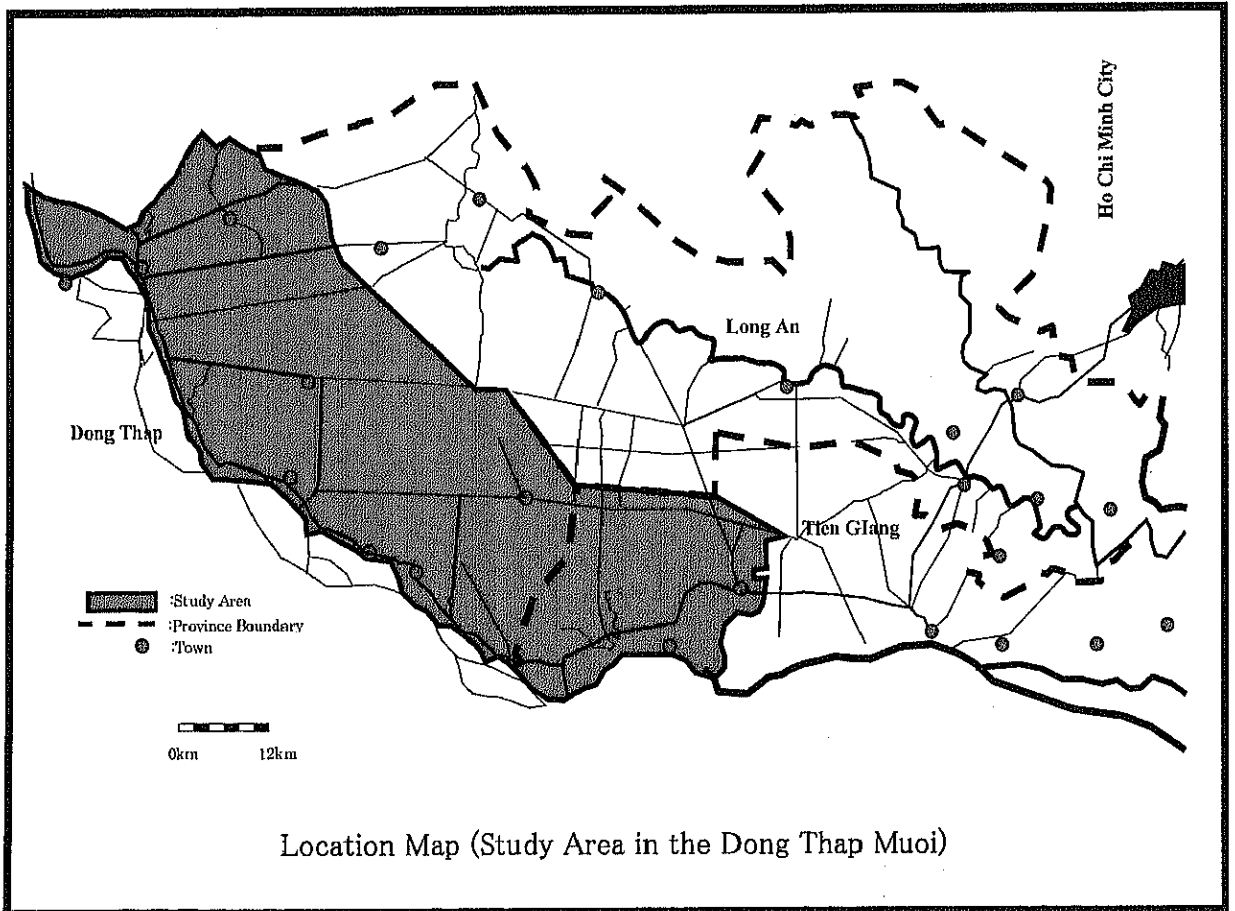 Ho Chi Minh City
Long An
Dong Thap
Tien GIang
:Study Area
:Province Boundary
:Town
0km 12km
Location Map (Study Area in the Dong Thap Muoi)